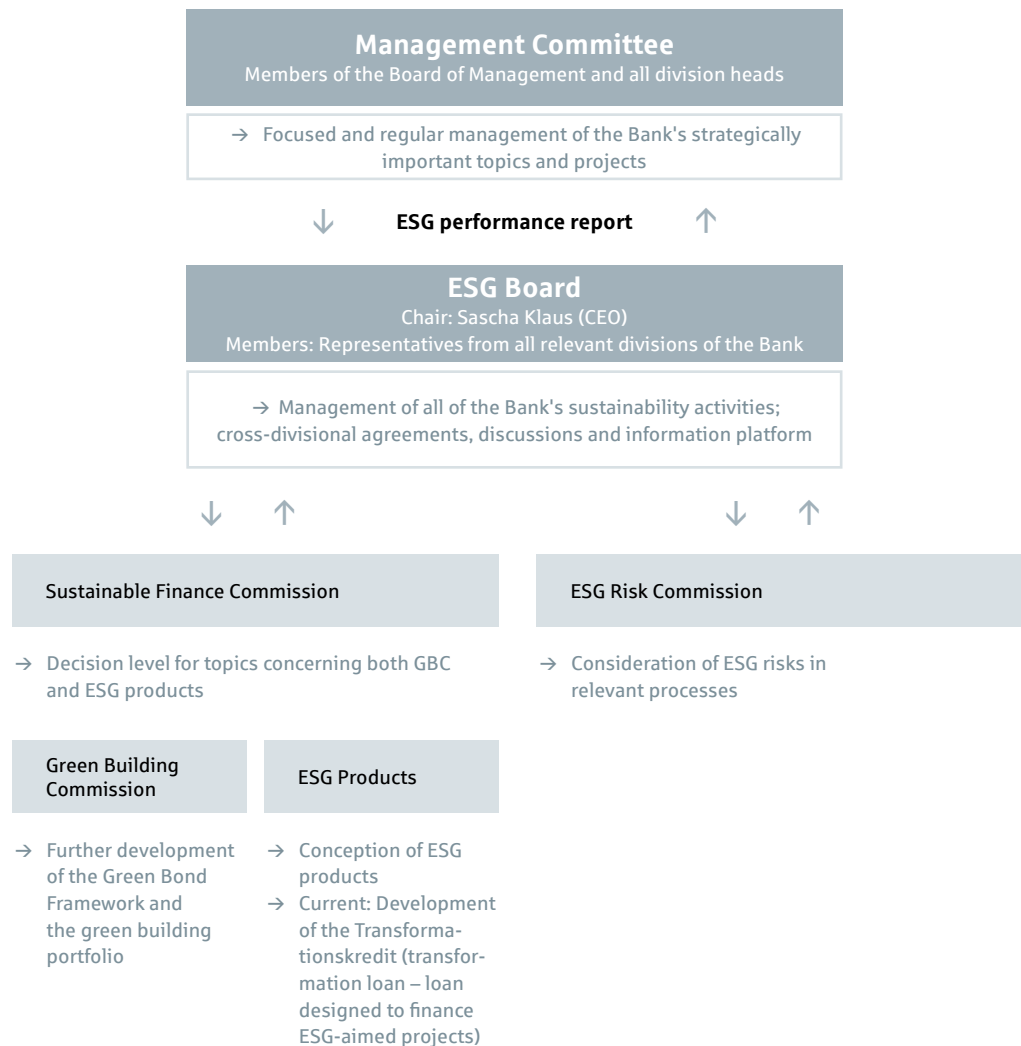 Management Committee
Members of the Board of Management and all division heads
→ Focused and regular management of the Bank's strategically
important topics and projects
↓ ESG performance report ↑
ESG Board
Chair: Sascha Klaus (CEO)
Members: Representatives from all relevant divisions of the Bank
→ Management of all of the Bank's sustainability activities;
cross-divisional agreements, discussions and information platform
↓ ↑ ↓ ↑
Sustainable Finance Commission
→ Decision level for topics concerning both GBC
and ESG products
ESG Risk Commission
→ Consideration of ESG risks in
relevant processes
Green Building
Commission
→ Further development
of the Green Bond
Framework and
the green building
portfolio
ESG Products
→ Conception of ESG
products
→ Current: Development
of the Transforma-
tionskredit (transfor-
mation loan – loan
designed to finance
ESG-aimed projects)